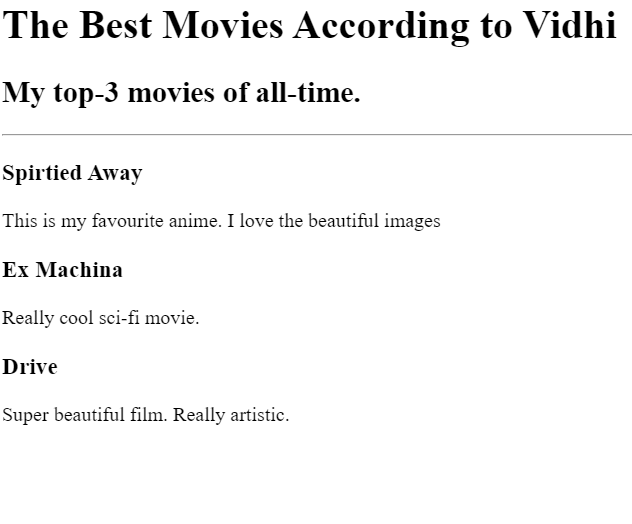 The Best Movies According to Vidhi
My top-3 movies of all-time.
Spirtied Away
This is my favourite anime. I love the beautiful images
Ex Machina
Really cool sci-fi movie.
Drive
Super beautiful film. Really artistic.